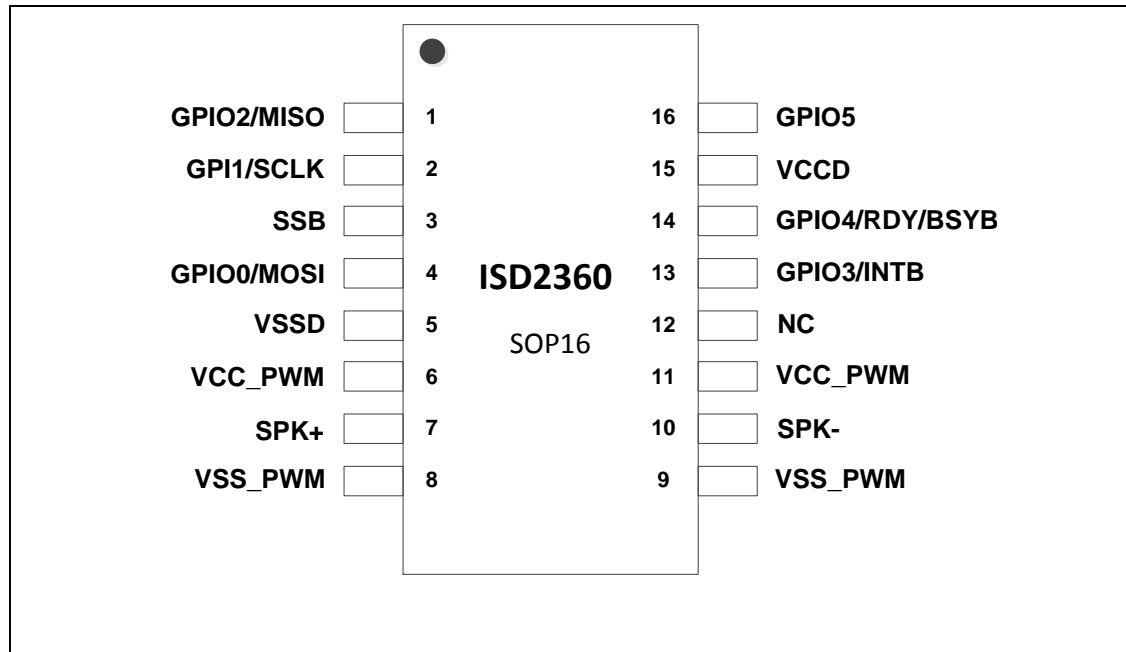 GPIO2/MISO 1 16 GPIO5
GPI1/SCLK 2 15 VCCD
SSB 3 14 GPIO4/RDY/BSYB
GPIO0/MOSI 4 ISD2360 13 GPIO3/INTB
VSSD 5 SOP16 12 NC
VCC_PWM 6 11 VCC_PWM
SPK+ 7 10 SPK-
VSS_PWM 8 9 VSS_PWM